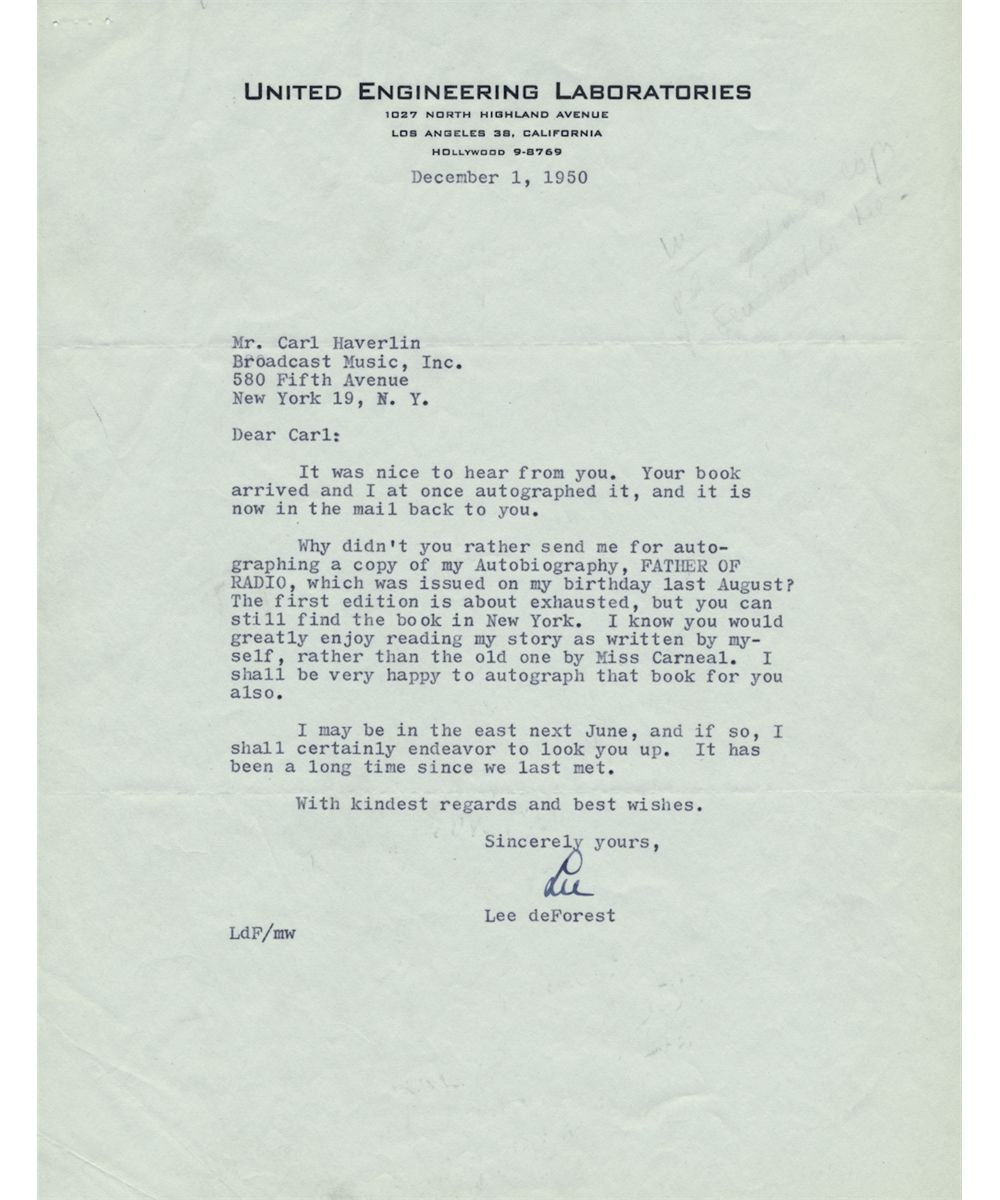 UNITED ENGINEERING LABORATORIES
1027 NORTH HIGHLAND AVENUE
LOS ANGELES 38, CALIFORNIA
HOLLYWOOD 9-8769
December 1, 1950
copy
Mr. Carl Haverlin
Broadcast Music, Inc.
580 Fifth Avenue
New York 19, N. Y.
Dear Carl:
It was nice to hear from you. Your book
arrived and I at once autographed it, and it is
now in the mail back to you.
Why didn't you rather send me for auto-
graphing a copy of my Autobiography, FATHER OF
RADIO, which was issued on my birthday last August?
The first edition is about exhausted, but you can
still find the book in New York. I know you would
greatly enjoy reading my story as written by my-
self, rather than the old one by Miss Carneal. I
shall be very happy to autograph that book for you
also.
I may be in the east next June, and if so, I
shall certainly endeavor to look you up. It has
been a long time since we last met.
With kindest regards and best wishes.
Sincerely yours,
Lee
Lee deForest
LdF/mw